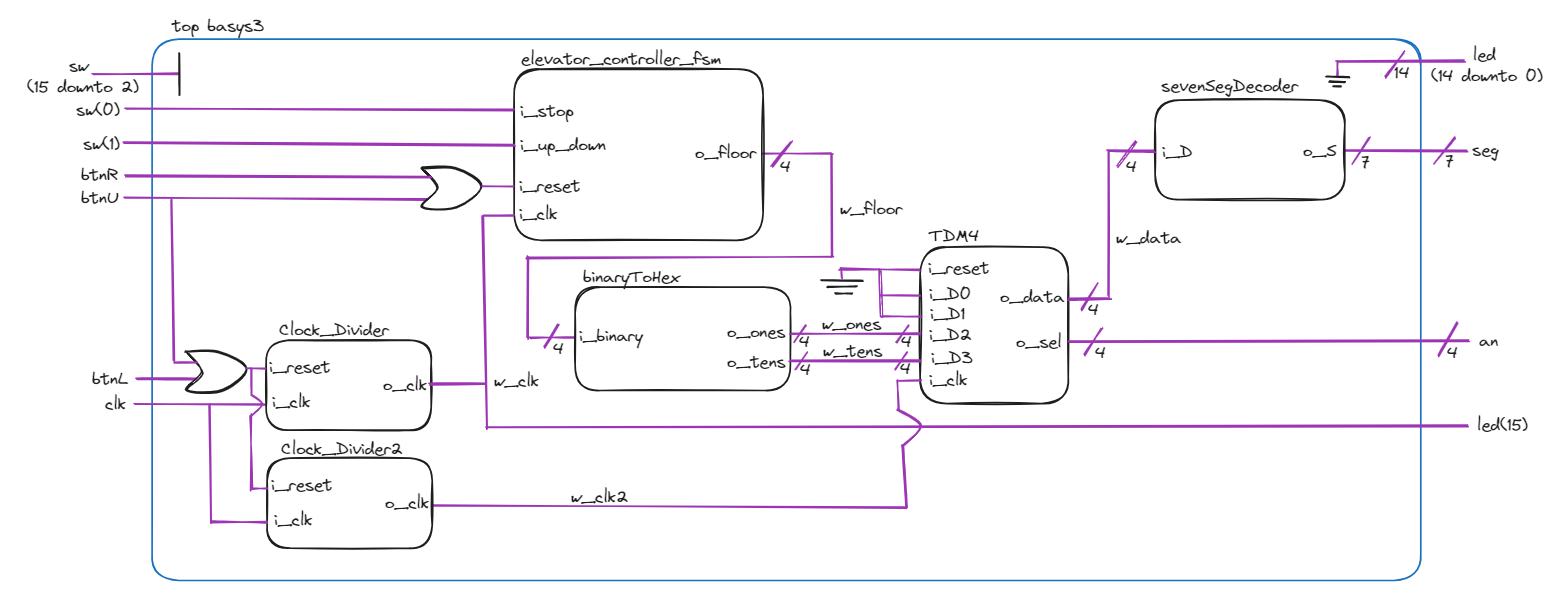 top basys3
sw
(15 downto 2)
sw(0)
sw(1)
btnR
btnU
btnL
clk
elevator_controller_fsm
i_stop
i_up_down
i_reset
i_clk
o_floor
4
w_floor
Clock_Divider
i_reset
i_clk
o_clk
w_clk
Clock_Divider2
i_reset
i_clk
o_clk
w_clk2
binaryToHex
4
i_binary
o_ones
o_tens
4
w_ones
4
4
w_tens
4
TDM4
i_reset
i_D0
i_D1
i_D2
i_D3
i_clk
o_data
o_sel
4
4
w_data
4
sevenSegDecoder
i_D
o_S
7
7
seg
14
led
(14 downto 0)
4
an
led(15)